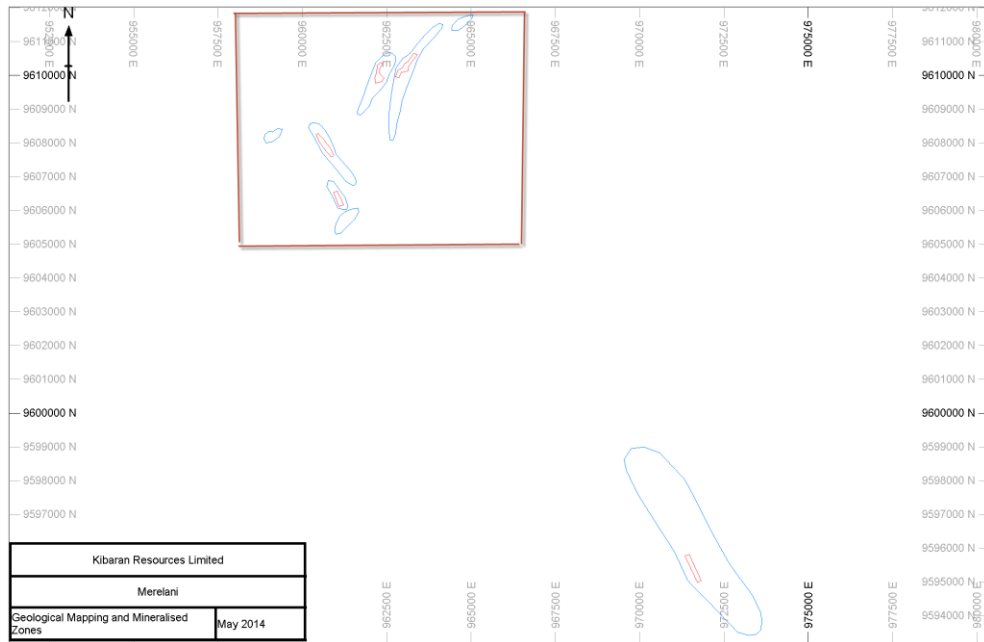 N
952500 E
955000 E
957500 E
960000 E
962500 E
965000 E
967500 E
970000 E
972500 E
975000 E
977500 E
9612000 N
9611000 N
9611000 N
9610000 N
9610000 N
9609000 N
9609000 N
9608000 N
9608000 N
9607000 N
9607000 N
9606000 N
9606000 N
9605000 N
9605000 N
9604000 N
9604000 N
9603000 N
9603000 N
9602000 N
9602000 N
9601000 N
9601000 N
9600000 N
9600000 N
9599000 N
9599000 N
9598000 N
9598000 N
9597000 N
9597000 N
9596000 N
9595000 N
9594000 N
Kibaran Resources Limited
Merelani
Geological Mapping and Mineralised
Zones
May 2014
962500 E
965000 E
967500 E
970000 E
972500 E
975000 E
977500 E